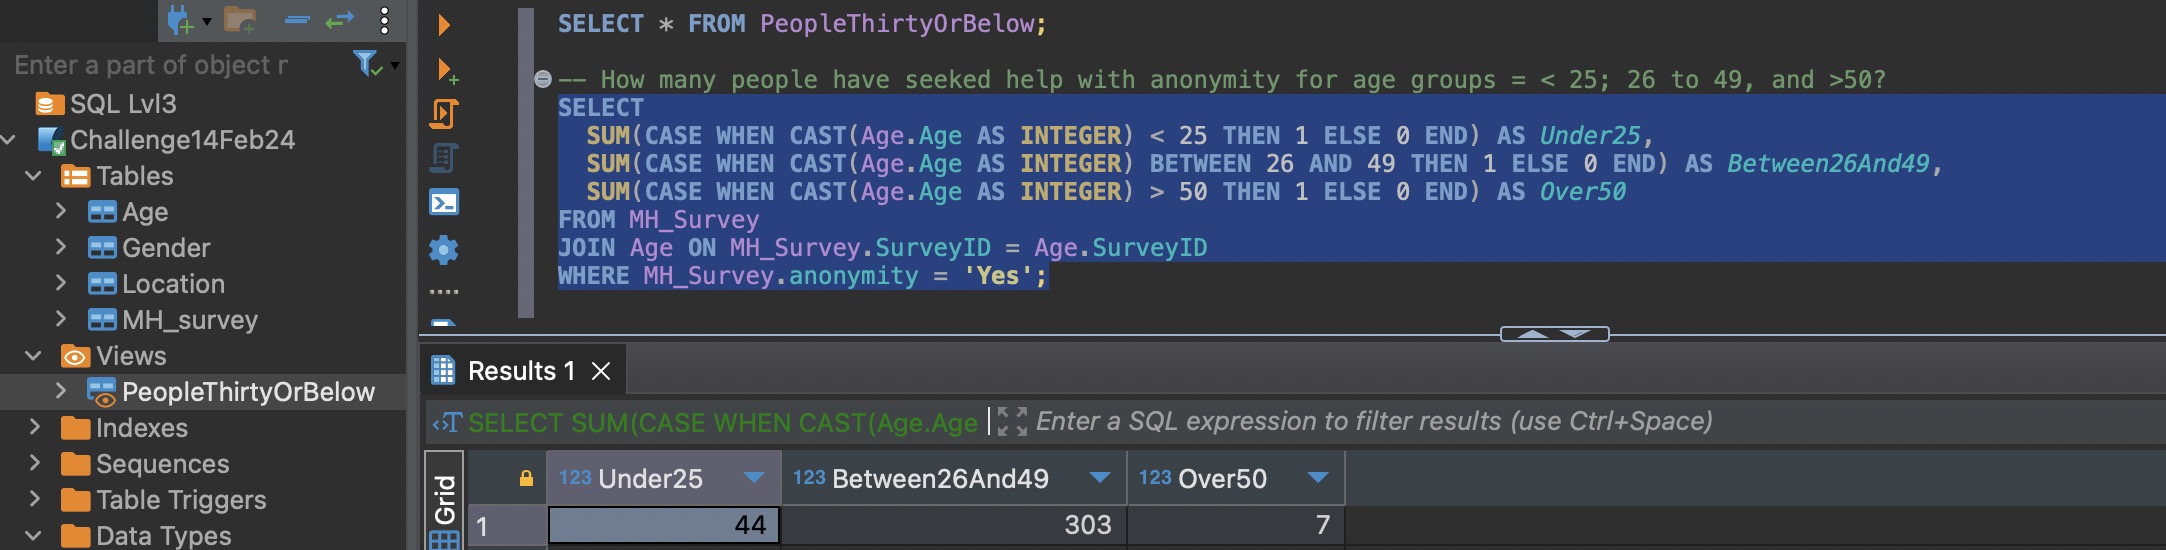 Enter a part of object r
SQL Lvl3
Challenge14Feb24
Tables
Age
Gender
Location
MH_survey
Views
PeopleThirtyOrBelow
Indexes
Sequences
Table Triggers
Data Types
SELECT * FROM PeopleThirtyOrBelow;
-- How many people have seeked help with anonymity for age groups = < 25; 26 to 49, and >50?
SELECT
SUM(CASE WHEN CAST(Age.Age AS INTEGER) < 25 THEN 1 ELSE 0 END) AS Under25,
SUM(CASE WHEN CAST(Age.Age AS INTEGER) BETWEEN 26 AND 49 THEN 1 ELSE 0 END) AS Between26And49,
SUM(CASE WHEN CAST(Age.Age AS INTEGER) > 50 THEN 1 ELSE 0 END) AS Over50
FROM MH_Survey
JOIN Age ON MH_Survey.SurveyID = Age.SurveyID
WHERE MH_Survey.anonymity = 'Yes';
Results 1
SELECT SUM(CASE WHEN CAST(Age.Age Enter a SQL expression to filter results (use Ctrl+Space)
Grid
123 Under25 123 Between26And49 123 Over50
1 44 303 7